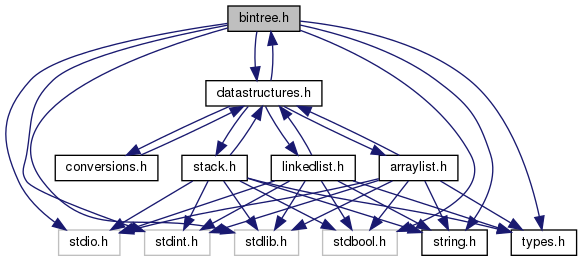 bintree.h
datastructures.h
conversions.h
stack.h
linkedlist.h
arraylist.h
stdio.h
stdint.h
stdlib.h
stdbool.h
string.h
types.h